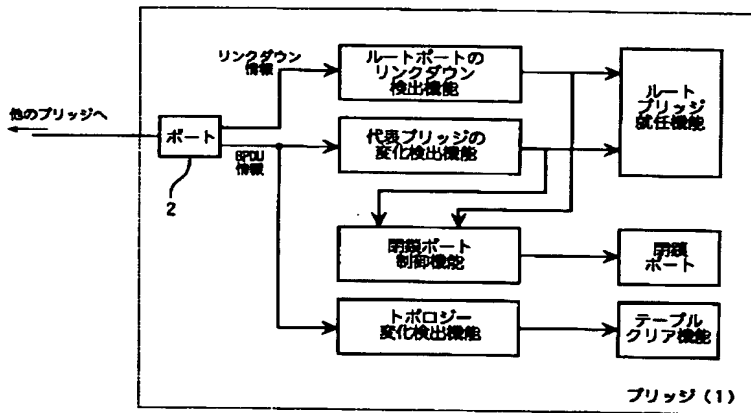 他のブリッジへ
ポート
2
リンクダウン
情報
BPDU
情報
ルートポートの
リンクダウン
検出機能
代表ブリッジの
変化検出機能
ルート
ブリッジ
就任機能
閉鎖ポート
制御機能
閉鎖
ポート
トポロジー
変化検出機能
テーブル
クリア機能
ブリッジ(1)